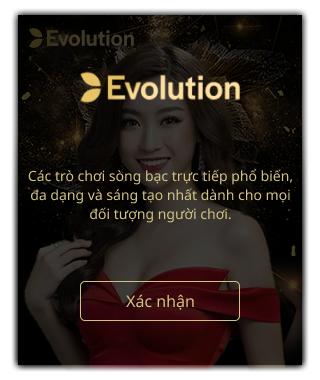 Evolution
Evolution
Các trò chơi sòng bạc trực tiếp phổ biến,
đa dạng và sáng tạo nhất dành cho mọi
đối tượng người chơi.
Xác nhận